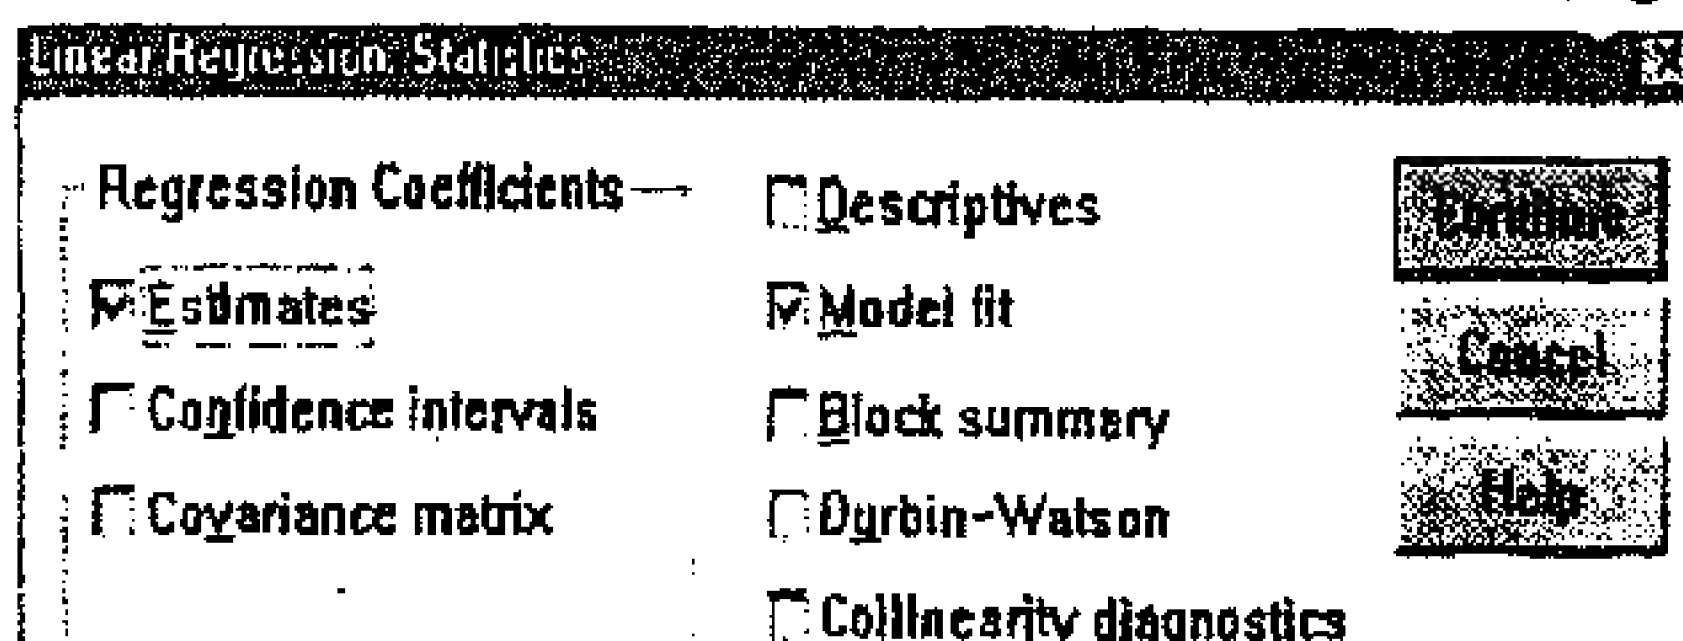 Linear Regression: Statistics
Regression Coefficients
Estimates
Confidence intervals
Covariance matrix
Descriptives
Model fit
Block summary
Durbin-Watson
Collinearity diagnostics
Continue
Cancel
Help